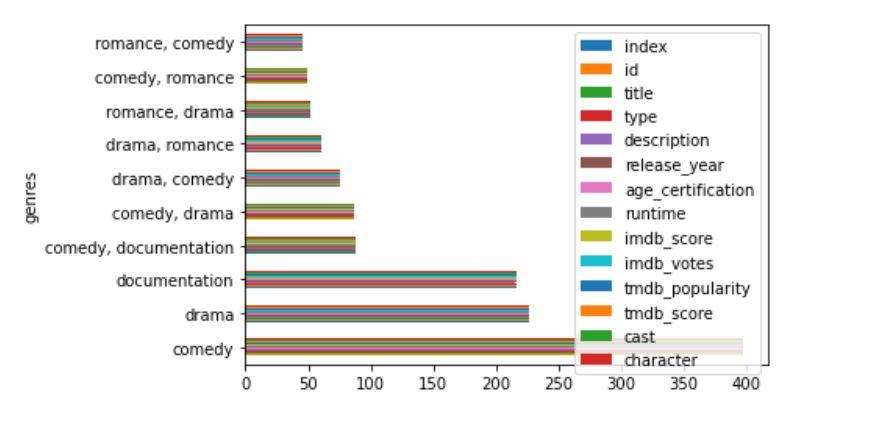 romance, comedy
comedy, romance
romance, drama
drama, romance
drama, comedy
comedy, drama
comedy, documentation
documentation
drama
comedy
genres
0 50 100 150 200 250 300 350 400
index
id
title
type
description
release_year
age_certification
runtime
imdb_score
imdb_votes
tmdb_popularity
tmdb_score
cast
character